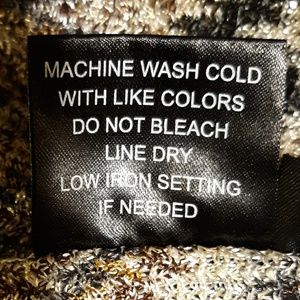 MACHINE WASH COLD
WITH LIKE COLORS
DO NOT BLEACH
LINE DRY
LOW IRON SETTING
IF NEEDED